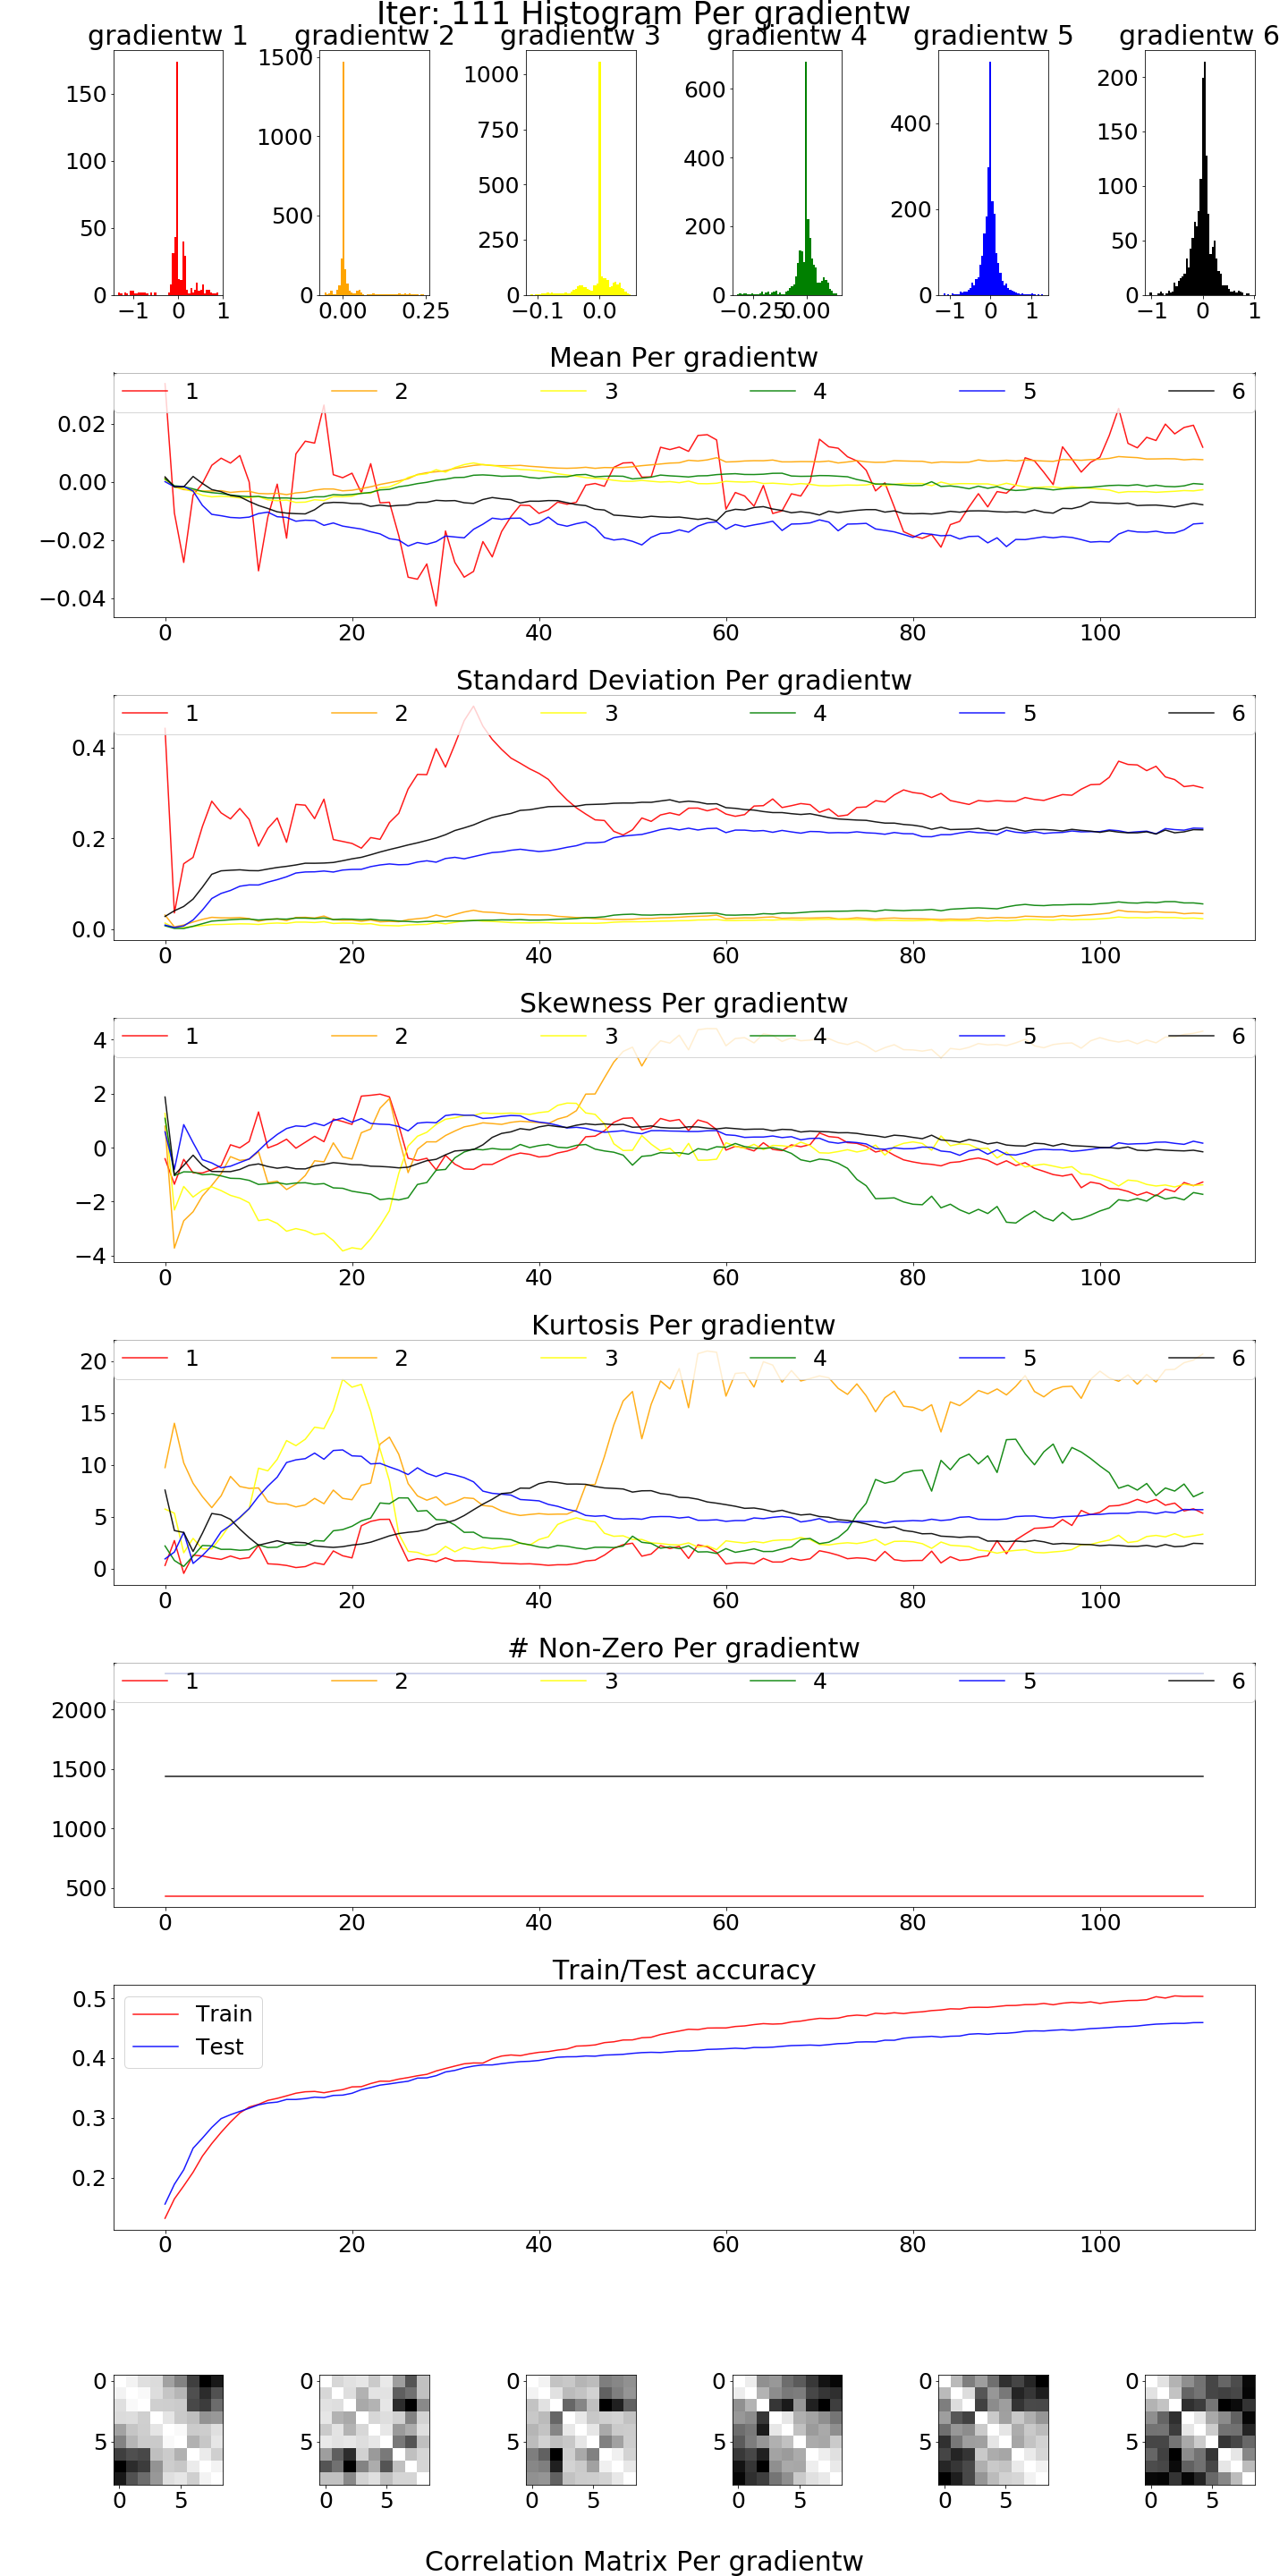 Iter: 111 Histogram Per gradientw
gradientw 1 gradientw 2 gradientw 3 gradientw 4 gradientw 5 gradientw 6
150
100
50
0
−1 0 1
1500
1000
500
0
0.00 0.25
1000
750
500
250
0
−0.1 0.0
600
400
200
0
−0.25 0.00
400
200
0
−1 0 1
200
150
100
50
0
−1 0 1
Mean Per gradientw
1 2 3 4 5 6
0.02
0.00
−0.02
−0.04
0 20 40 60 80 100
Standard Deviation Per gradientw
1 2 3 4 5 6
0.4
0.2
0.0
0 20 40 60 80 100
Skewness Per gradientw
1 2 3 4 5 6
4
2
0
−2
−4
0 20 40 60 80 100
Kurtosis Per gradientw
1 2 3 4 5 6
20
15
10
5
0
0 20 40 60 80 100
# Non-Zero Per gradientw
1 2 3 4 5 6
2000
1500
1000
500
0 20 40 60 80 100
Train/Test accuracy
Train
Test
0.5
0.4
0.3
0.2
0 20 40 60 80 100
0 0 0 0 0 0
5 5 5 5 5 5
0 5 0 5 0 5 0 5 0 5 0 5
Correlation Matrix Per gradientw